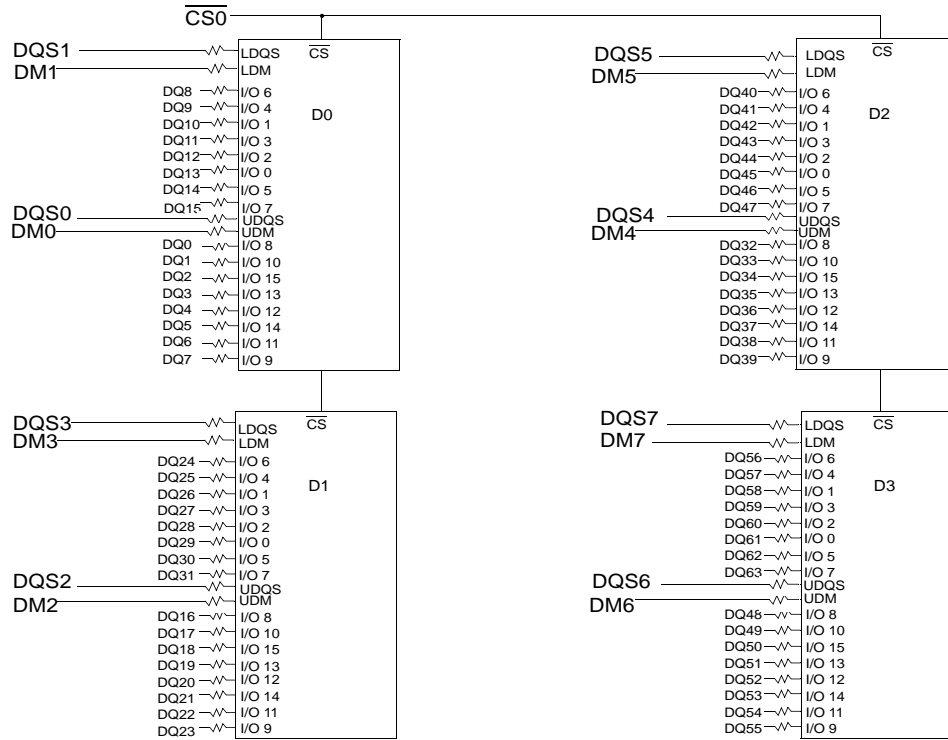 CS0
DQS1 LDQS CS
DM1 LDM
DQ8 I/O 6
DQ9 I/O 4 D0
DQ10 I/O 1
DQ11 I/O 3
DQ12 I/O 2
DQ13 I/O 0
DQ14 I/O 5
DQ15 I/O 7
DQS0 UDQS
DM0 UDM
DQ0 I/O 8
DQ1 I/O 10
DQ2 I/O 15
DQ3 I/O 13
DQ4 I/O 12
DQ5 I/O 14
DQ6 I/O 11
DQ7 I/O 9
DQS3 LDQS CS
DM3 LDM
DQ24 I/O 6
DQ25 I/O 4 D1
DQ26 I/O 1
DQ27 I/O 3
DQ28 I/O 2
DQ29 I/O 0
DQ30 I/O 5
DQ31 I/O 7
DQS2 UDQS
DM2 UDM
DQ16 I/O 8
DQ17 I/O 10
DQ18 I/O 15
DQ19 I/O 13
DQ20 I/O 12
DQ21 I/O 14
DQ22 I/O 11
DQ23 I/O 9
DQS5 LDQS CS
DM5 LDM
DQ40 I/O 6
DQ41 I/O 4 D2
DQ42 I/O 1
DQ43 I/O 3
DQ44 I/O 2
DQ45 I/O 0
DQ46 I/O 5
DQ47 I/O 7
DQS4 UDQS
DM4 UDM
DQ32 I/O 8
DQ33 I/O 10
DQ34 I/O 15
DQ35 I/O 13
DQ36 I/O 12
DQ37 I/O 14
DQ38 I/O 11
DQ39 I/O 9
DQS7 LDQS CS
DM7 LDM
DQ56 I/O 6
DQ57 I/O 4
DQ58 I/O 1 D3
DQ59 I/O 3
DQ60 I/O 2
DQ61 I/O 0
DQ62 I/O 5
DQ63 I/O 7
DQS6 UDQS
DM6 UDM
DQ48 I/O 8
DQ49 I/O 10
DQ50 I/O 15
DQ51 I/O 13
DQ52 I/O 12
DQ53 I/O 14
DQ54 I/O 11
DQ55 I/O 9